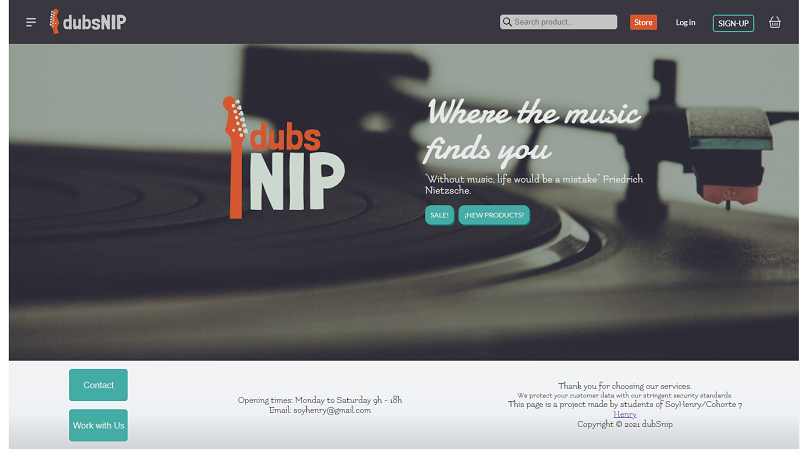 dubsNIP
Search product...
Store
Log in
SIGN-UP
dubs
NIP
Where the music
finds you
"Without music, life would be a mistake" Friedrich
Nietzsche.
SALE!
¡NEW PRODUCTS!
Contact
Work with Us
Opening times: Monday to Saturday 9h - 18h
Email: soyhenry@gmail.com
Thank you for choosing our services.
We protect your customer data with our stringent security standards.
This page is a project made by students of SoyHenry/Cohorte 7
Henry
Copyright © 2021 dubSnip